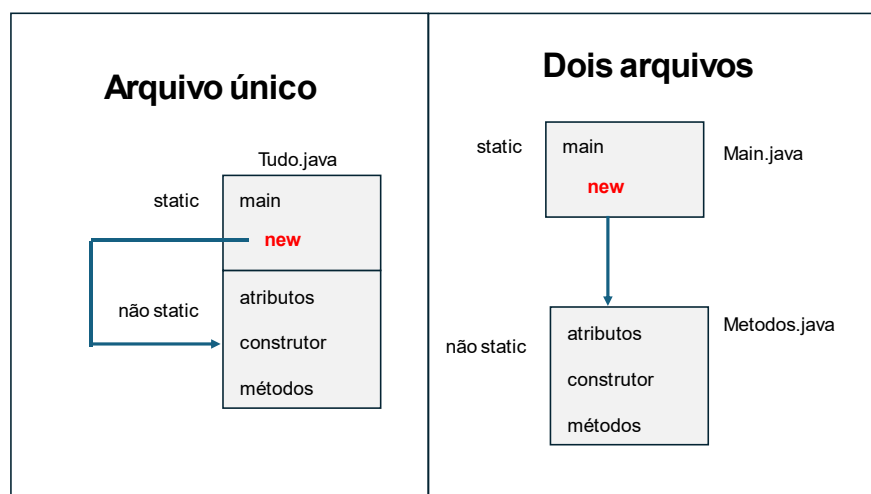 Arquivo único
Tudo.java
static
main
new
não static
atributos
construtor
métodos
Dois arquivos
static
main
Main.java
new
não static
atributos
Metodos.java
construtor
métodos